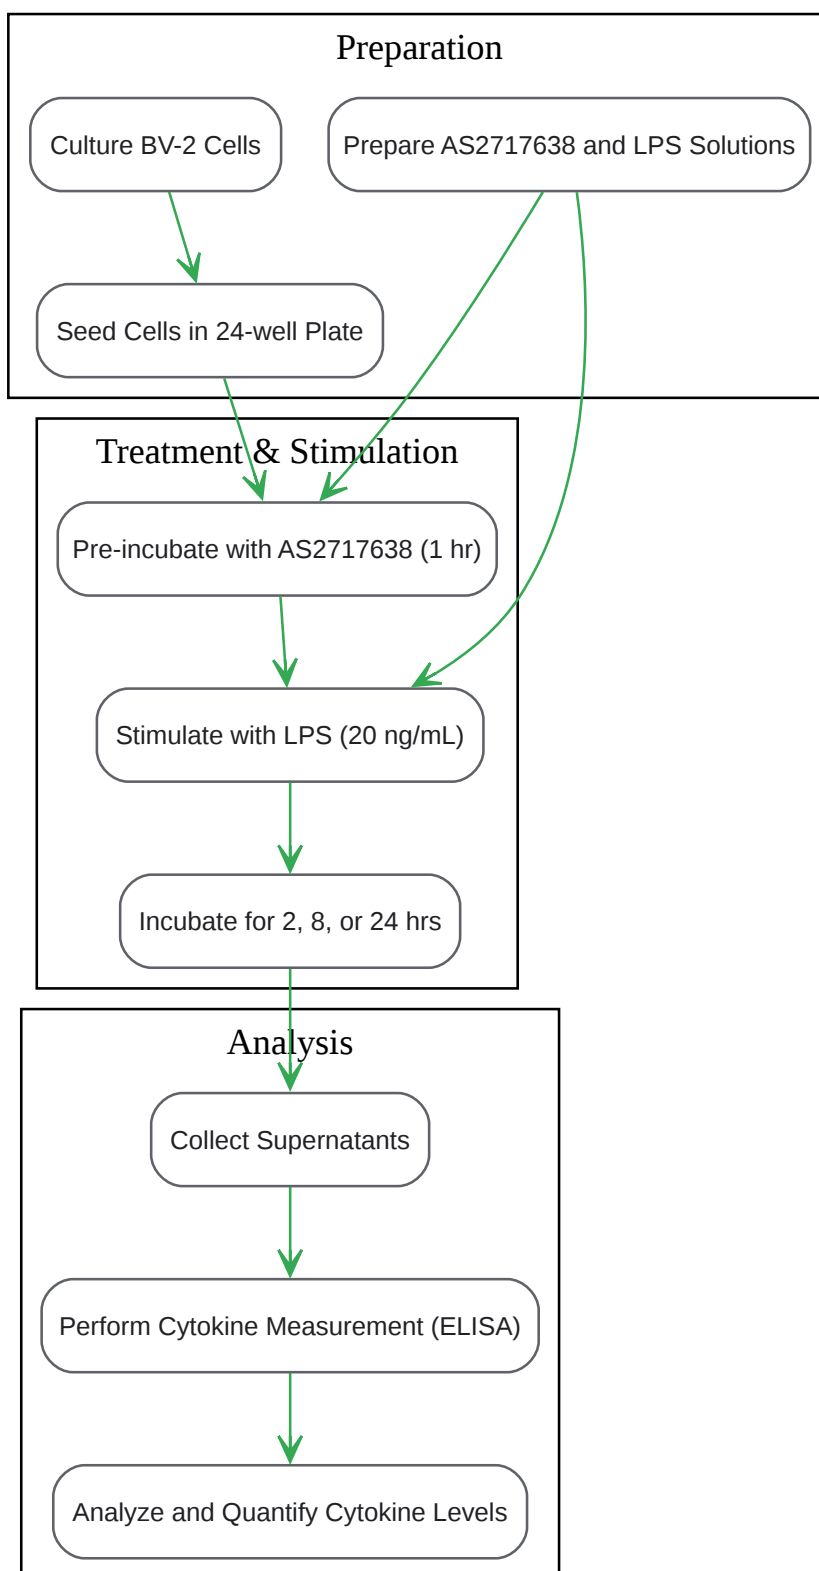 Preparation
Culture BV-2 Cells
Prepare AS2717638 and LPS Solutions
Seed Cells in 24-well Plate
Treatment & Stimulation
Pre-incubate with AS2717638 (1 hr)
Stimulate with LPS (20 ng/mL)
Incubate for 2, 8, or 24 hrs
Analysis
Collect Supernatants
Perform Cytokine Measurement (ELISA)
Analyze and Quantify Cytokine Levels